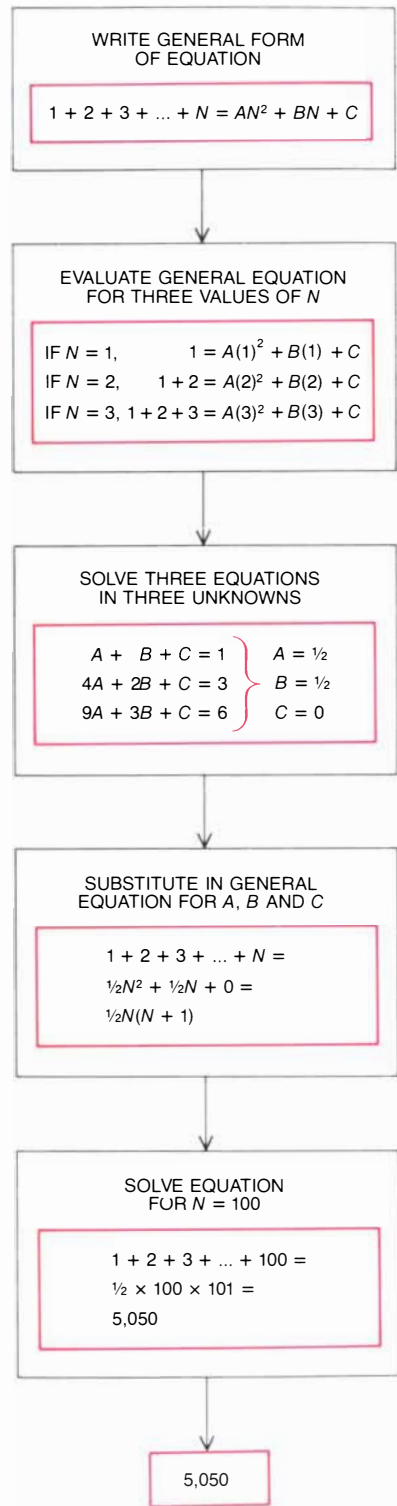 WRITE GENERAL FORM
OF EQUATION
1 + 2 + 3 + ... + N = AN² + BN + C
EVALUATE GENERAL EQUATION
FOR THREE VALUES OF N
IF N = 1, 1 = A(1)² + B(1) + C
IF N = 2, 1 + 2 = A(2)² + B(2) + C
IF N = 3, 1 + 2 + 3 = A(3)² + B(3) + C
SOLVE THREE EQUATIONS
IN THREE UNKNOWNS
A + B + C = 1 A = ½
4A + 2B + C = 3 B = ½
9A + 3B + C = 6 C = 0
SUBSTITUTE IN GENERAL
EQUATION FOR A, B AND C
1 + 2 + 3 + ... + N =
½N² + ½N + 0 =
½N(N + 1)
SOLVE EQUATION
FOR N = 100
1 + 2 + 3 + ... + 100 =
½ × 100 × 101 =
5,050
5,050